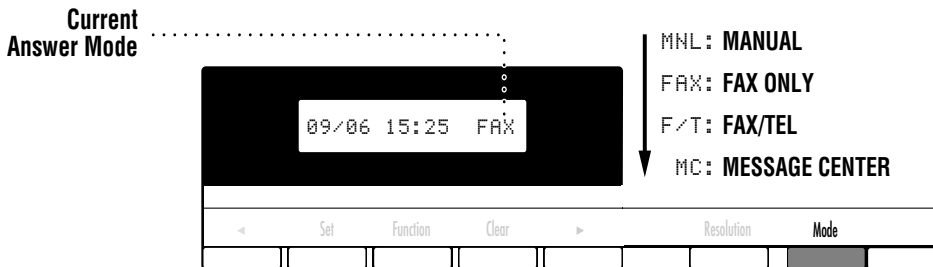 Current
Answer Mode
MNL: MANUAL
FAX: FAX ONLY
F/T: FAX/TEL
MC: MESSAGE CENTER
09/06 15:25 FAX
Set Function Clear Resolution Mode